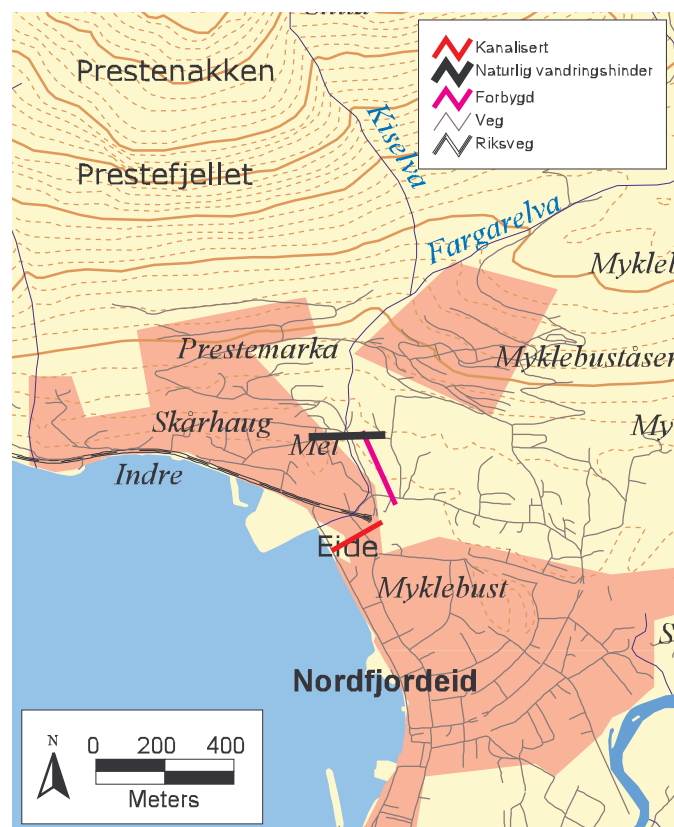 Kanalisert
Naturlig vandringshinder
Forbygd
Veg
Riksveg
Prestenakken
Kiselva
Prestefjellet
Fargarelva
Prestemarka
Myklebuståsen
Skårhaug
Mel
My
Indre
Eide
Myklebust
S
Nordfjordeid
N
0 200 400
Meters